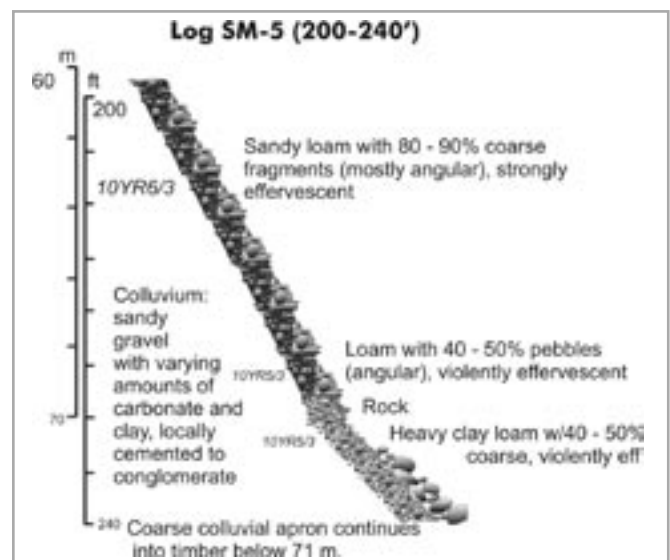 Log SM-5 (200-240')
m
60
ft
200
Sandy loam with 80 - 90% coarse
fragments (mostly angular), strongly
effervescent
10YR6/3
Colluvium:
sandy
gravel
with varying
amounts of
carbonate and
clay, locally
cemented to
conglomerate
10YR5/3
Loam with 40 - 50% pebbles
(angular), violently effervescent
Rock
70
10YR5/3
Heavy clay loam w/40 - 50%
coarse, violently eff
240
Coarse colluvial apron continues
into timber below 71 m.